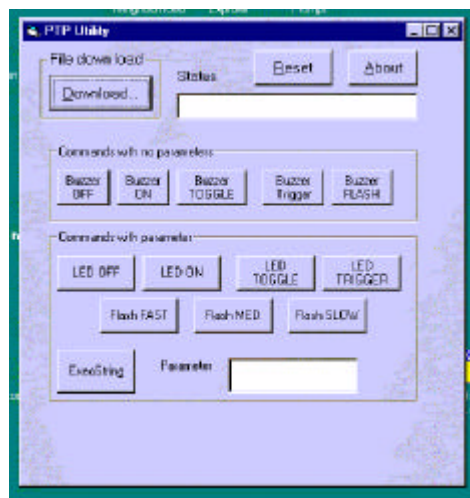 PTP Utility
File down load
Download...
Status
Reset
About
Commands with no parameters
Buzzer
OFF
Buzzer
ON
Buzzer
TOGGLE
Buzzer
Trigger
Buzzer
FLASH
Commands with parameter
LED OFF
LED ON
LED
TOGGLE
LED
TRIGGER
Flash FAST
Flash MED
Flash SLOW
ExecString
Parameter